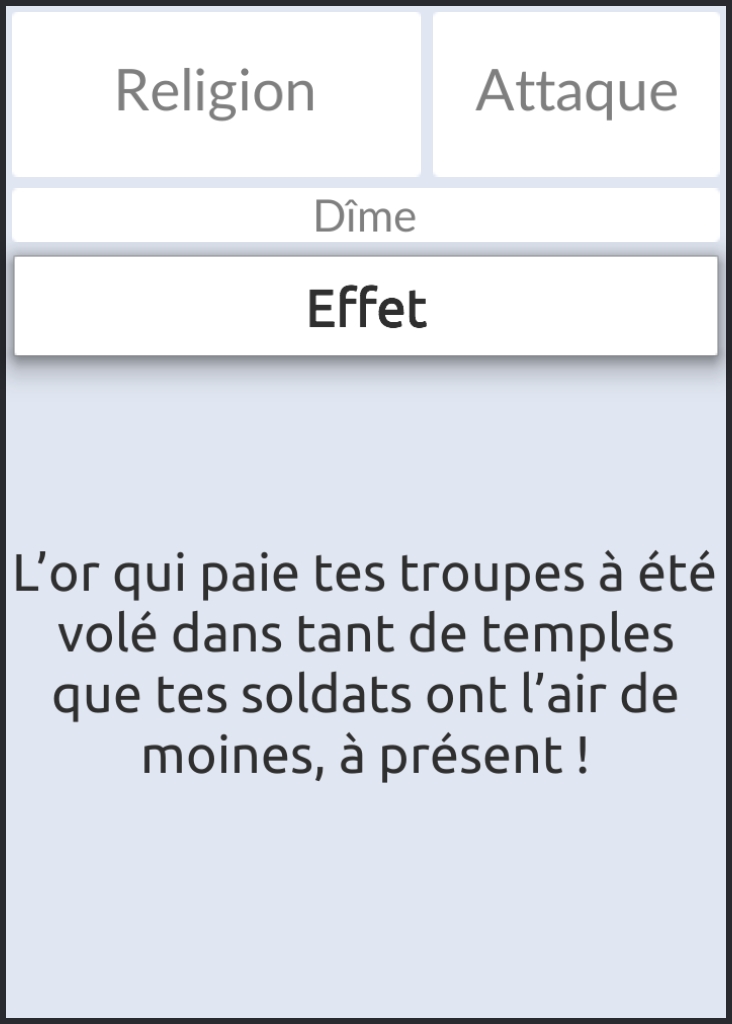 Religion
Attaque
Dîme
Effet
L’or qui paie tes troupes à été
volé dans tant de temples
que tes soldats ont l’air de
moines, à présent !